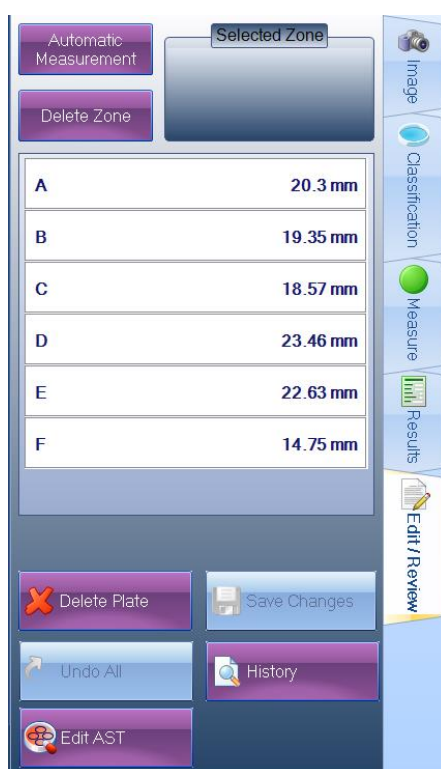 Automatic
Measurement
Selected Zone
Delete Zone
A 20.3 mm
B 19.35 mm
C 18.57 mm
D 23.46 mm
E 22.63 mm
F 14.75 mm
Delete Plate
Save Changes
Undo All
History
Edit AST
Image
Classification
Measure
Results
Edit / Review